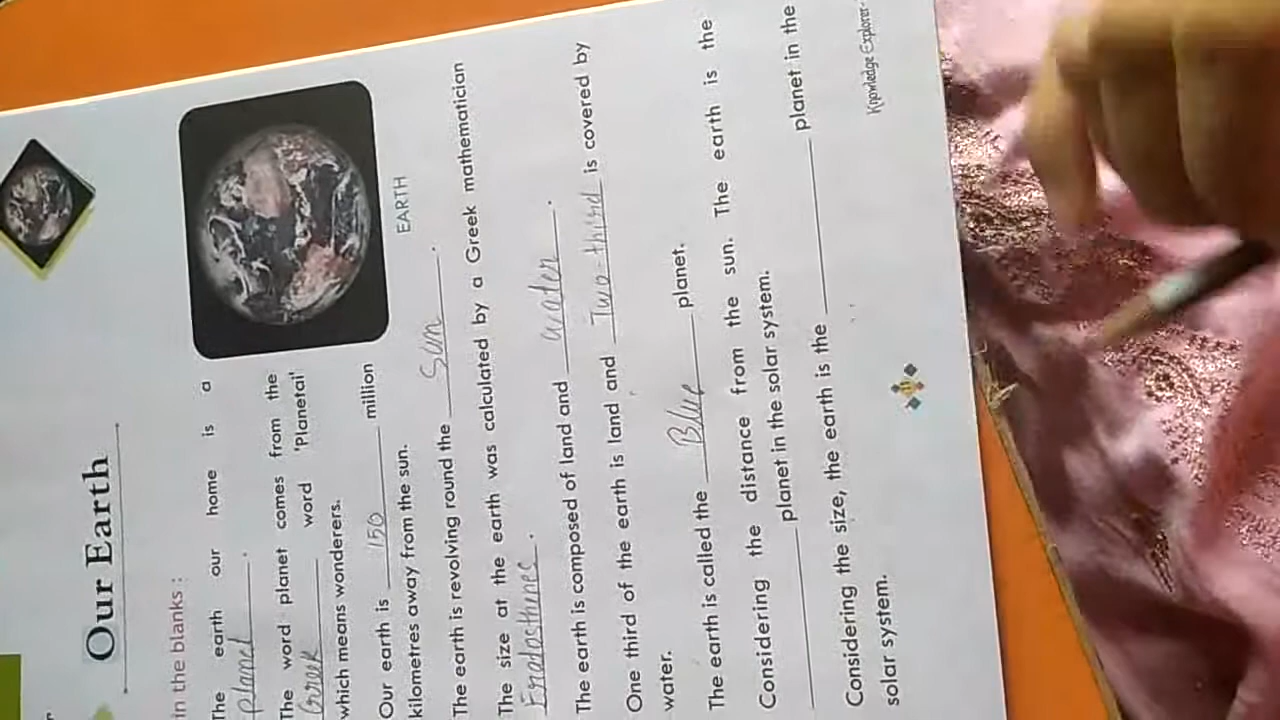 Our Earth
in the blanks :
The earth our home is a
planet .
The word planet comes from the
Greek word 'Planetai'
which means wonderers.
Our earth is 150 million
kilometres away from the sun.
EARTH
The earth is revolving round the Sun .
The size at the earth was calculated by a Greek mathematician
Eratosthenes .
The earth is composed of land and water .
One third of the earth is land and Two-third is covered by
water.
The earth is called the Blue planet.
Considering the distance from the sun. The earth is the
planet in the solar system.
Considering the size, the earth is the planet in the
solar system.
Knowledge Explorer-